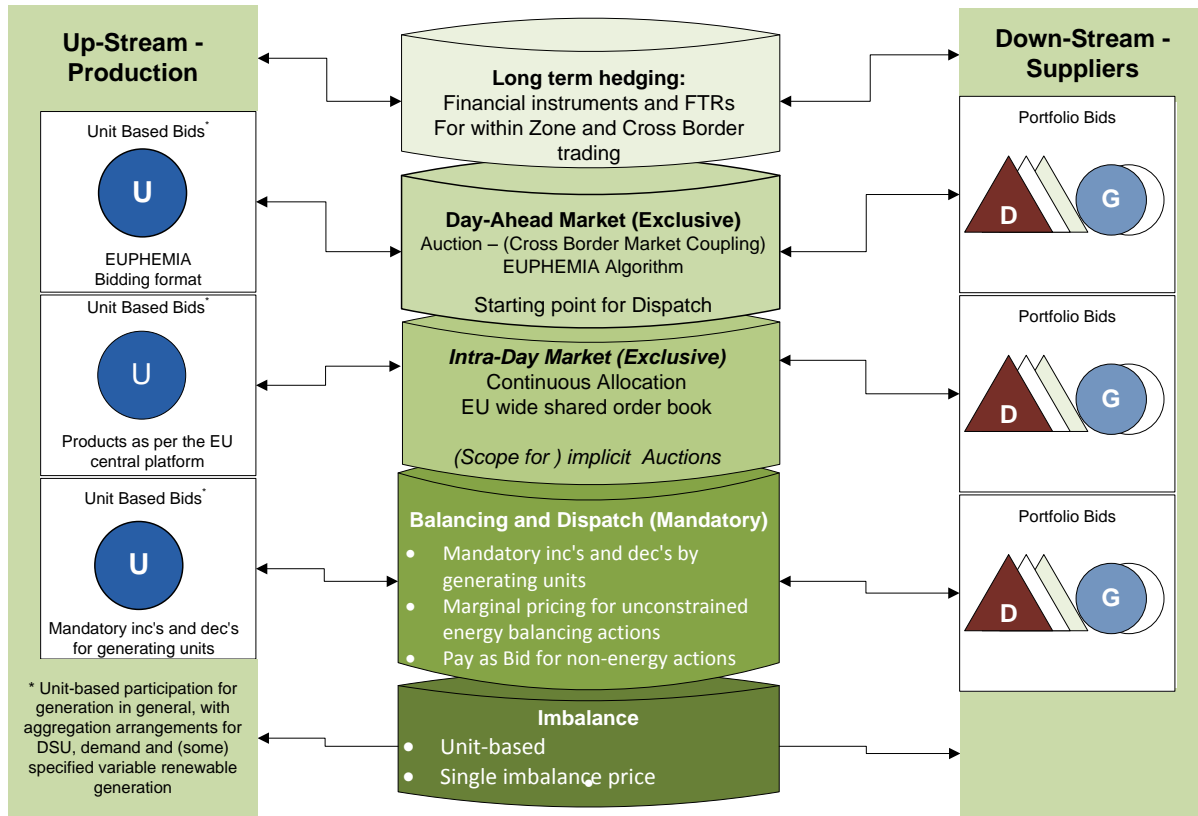 Up-Stream -
Production
Unit Based Bids*
U
EUPHEMIA
Bidding format
Unit Based Bids*
U
Products as per the EU
central platform
Unit Based Bids*
U
Mandatory inc's and dec's
for generating units
* Unit-based participation for
generation in general, with
aggregation arrangements for
DSU, demand and (some)
specified variable renewable
generation
Long term hedging:
Financial instruments and FTRs
For within Zone and Cross Border
trading
Day-Ahead Market (Exclusive)
Auction – (Cross Border Market Coupling)
EUPHEMIA Algorithm
Starting point for Dispatch
Intra-Day Market (Exclusive)
Continuous Allocation
EU wide shared order book
(Scope for ) implicit Auctions
Balancing and Dispatch (Mandatory)
• Mandatory inc's and dec's by
generating units
• Marginal pricing for unconstrained
energy balancing actions
• Pay as Bid for non-energy actions
Imbalance
• Unit-based
• Single imbalance price
•
Down-Stream -
Suppliers
Portfolio Bids
D
G
Portfolio Bids
D
G
Portfolio Bids
D
G